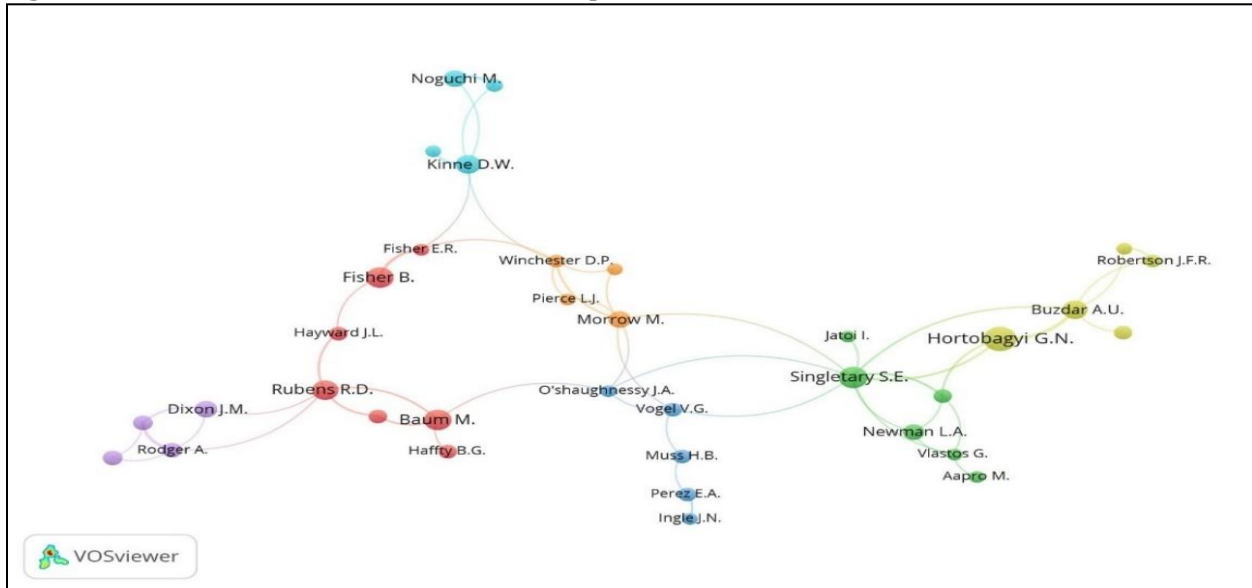 Noguchi M.
Kinne D.W.
Fisher E.R.
Winchester D.P.
Robertson J.F.R.
Fisher B.
Pierce L.J.
Buzdar A.U.
Morrow M.
Hayward J.L.
Jatoi I.
Hortobagyi G.N.
Singletary S.E.
Rubens R.D.
O'shaughnessy J.A.
Dixon J.M.
Vogel V.G.
Baum M.
Newman L.A.
Rodger A.
Haffty B.G.
Muss H.B.
Vlastos G.
Aapro M.
Perez E.A.
Ingle J.N.
VOSviewer